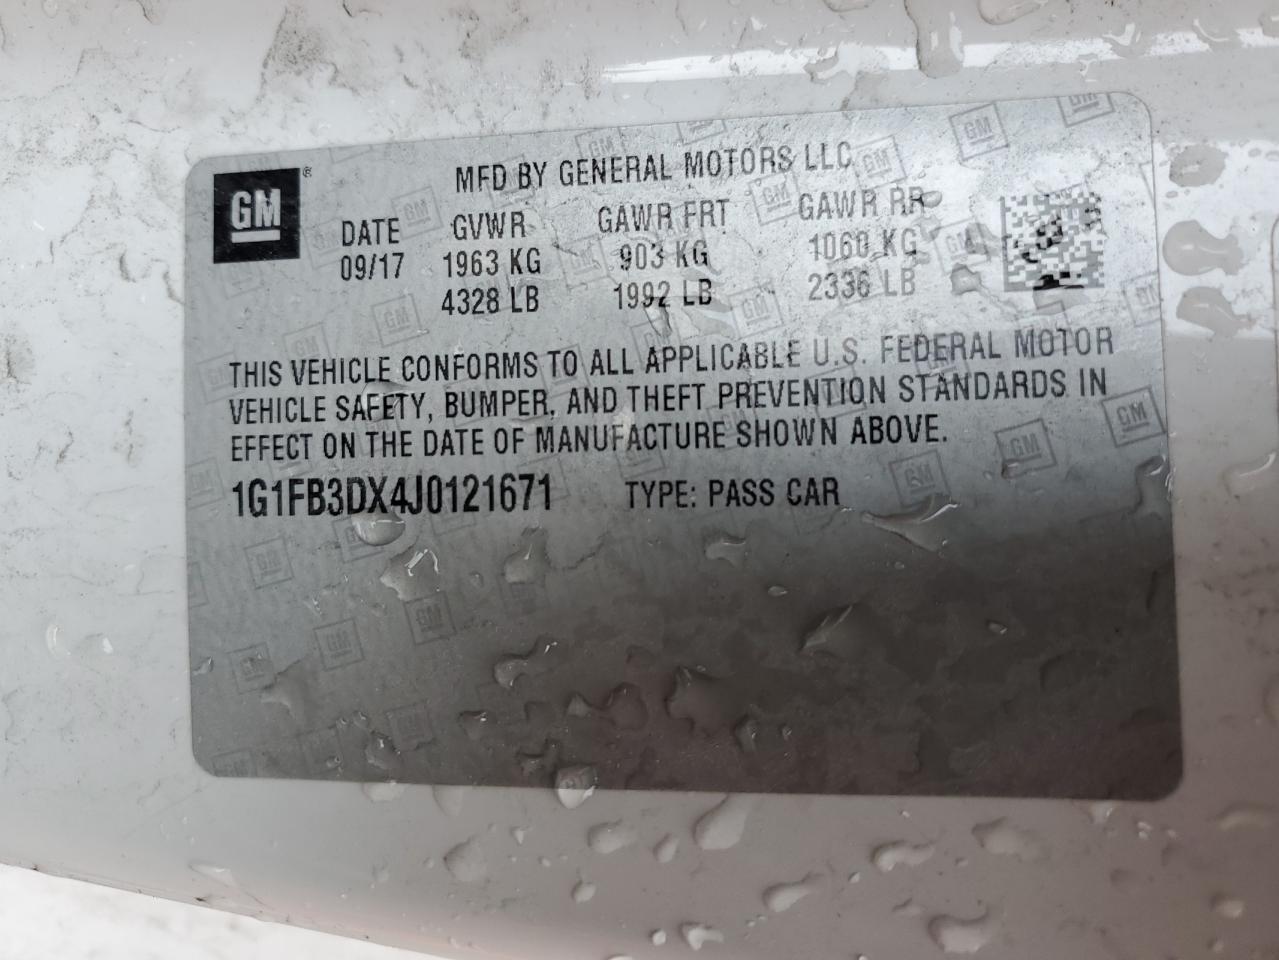 GM ®
MFD BY GENERAL MOTORS LLC
DATE GVWR GAWR FRT GAWR RR
09/17 1963 KG 903 KG 1060 KG
4328 LB 1992 LB 2336 LB
THIS VEHICLE CONFORMS TO ALL APPLICABLE U.S. FEDERAL MOTOR
VEHICLE SAFETY, BUMPER, AND THEFT PREVENTION STANDARDS IN
EFFECT ON THE DATE OF MANUFACTURE SHOWN ABOVE.
1G1FB3DX4J0121671 TYPE: PASS CAR